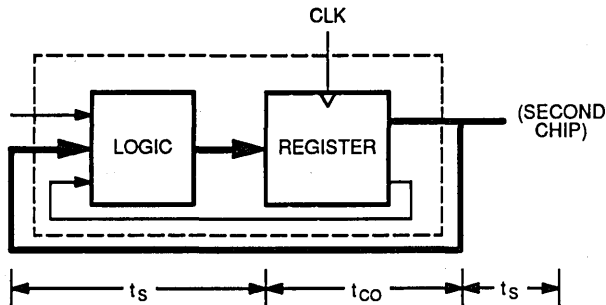 CLK
(SECOND
CHIP)
LOGIC
REGISTER
tS
tCO
tS